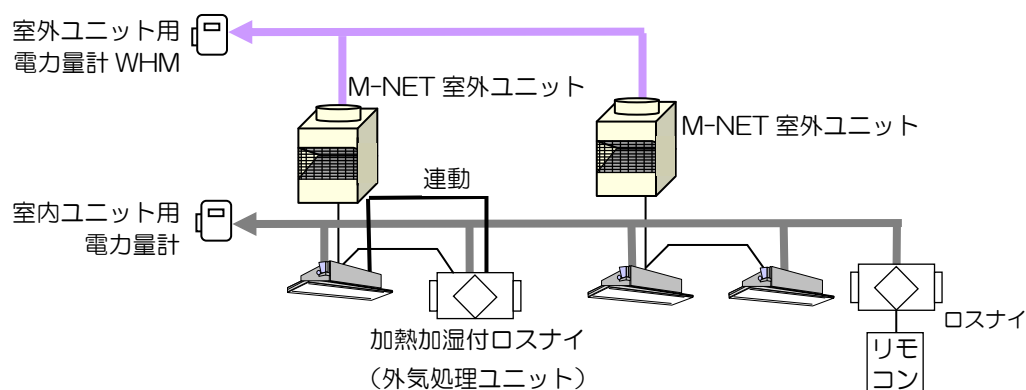 室外ユニット用
電力量計 WHM
M-NET 室外ユニット
M-NET 室外ユニット
連動
室内ユニット用
電力量計
加熱加湿付ロスナイ
（外気処理ユニット）
ロスナイ
リモ
コン